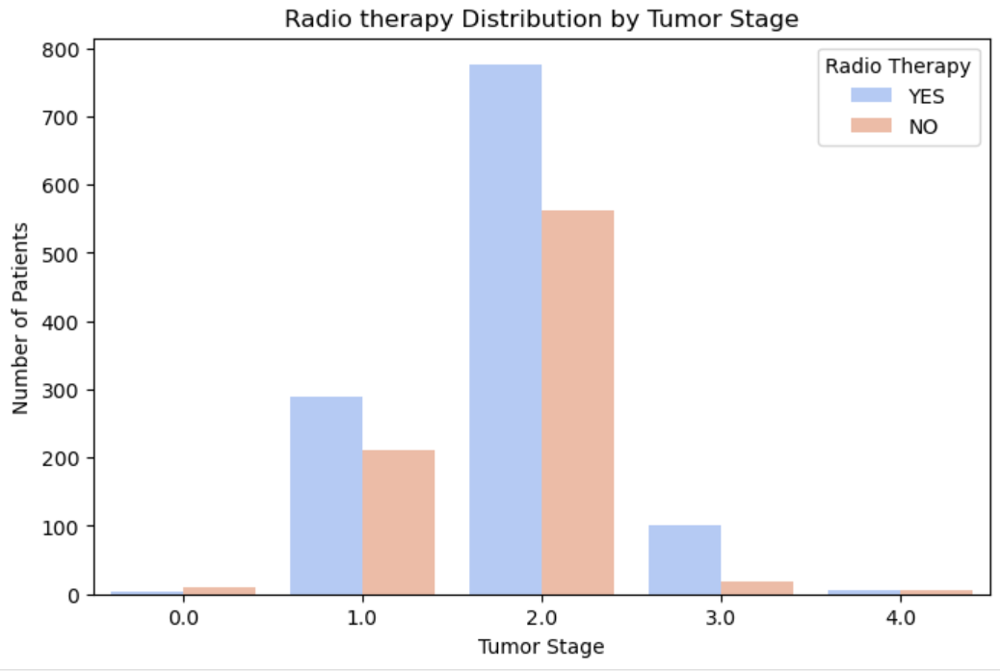 Radio therapy Distribution by Tumor Stage
800
700
600
500
400
300
200
100
0
Number of Patients
Radio Therapy
YES
NO
0.0 1.0 2.0 3.0 4.0
Tumor Stage